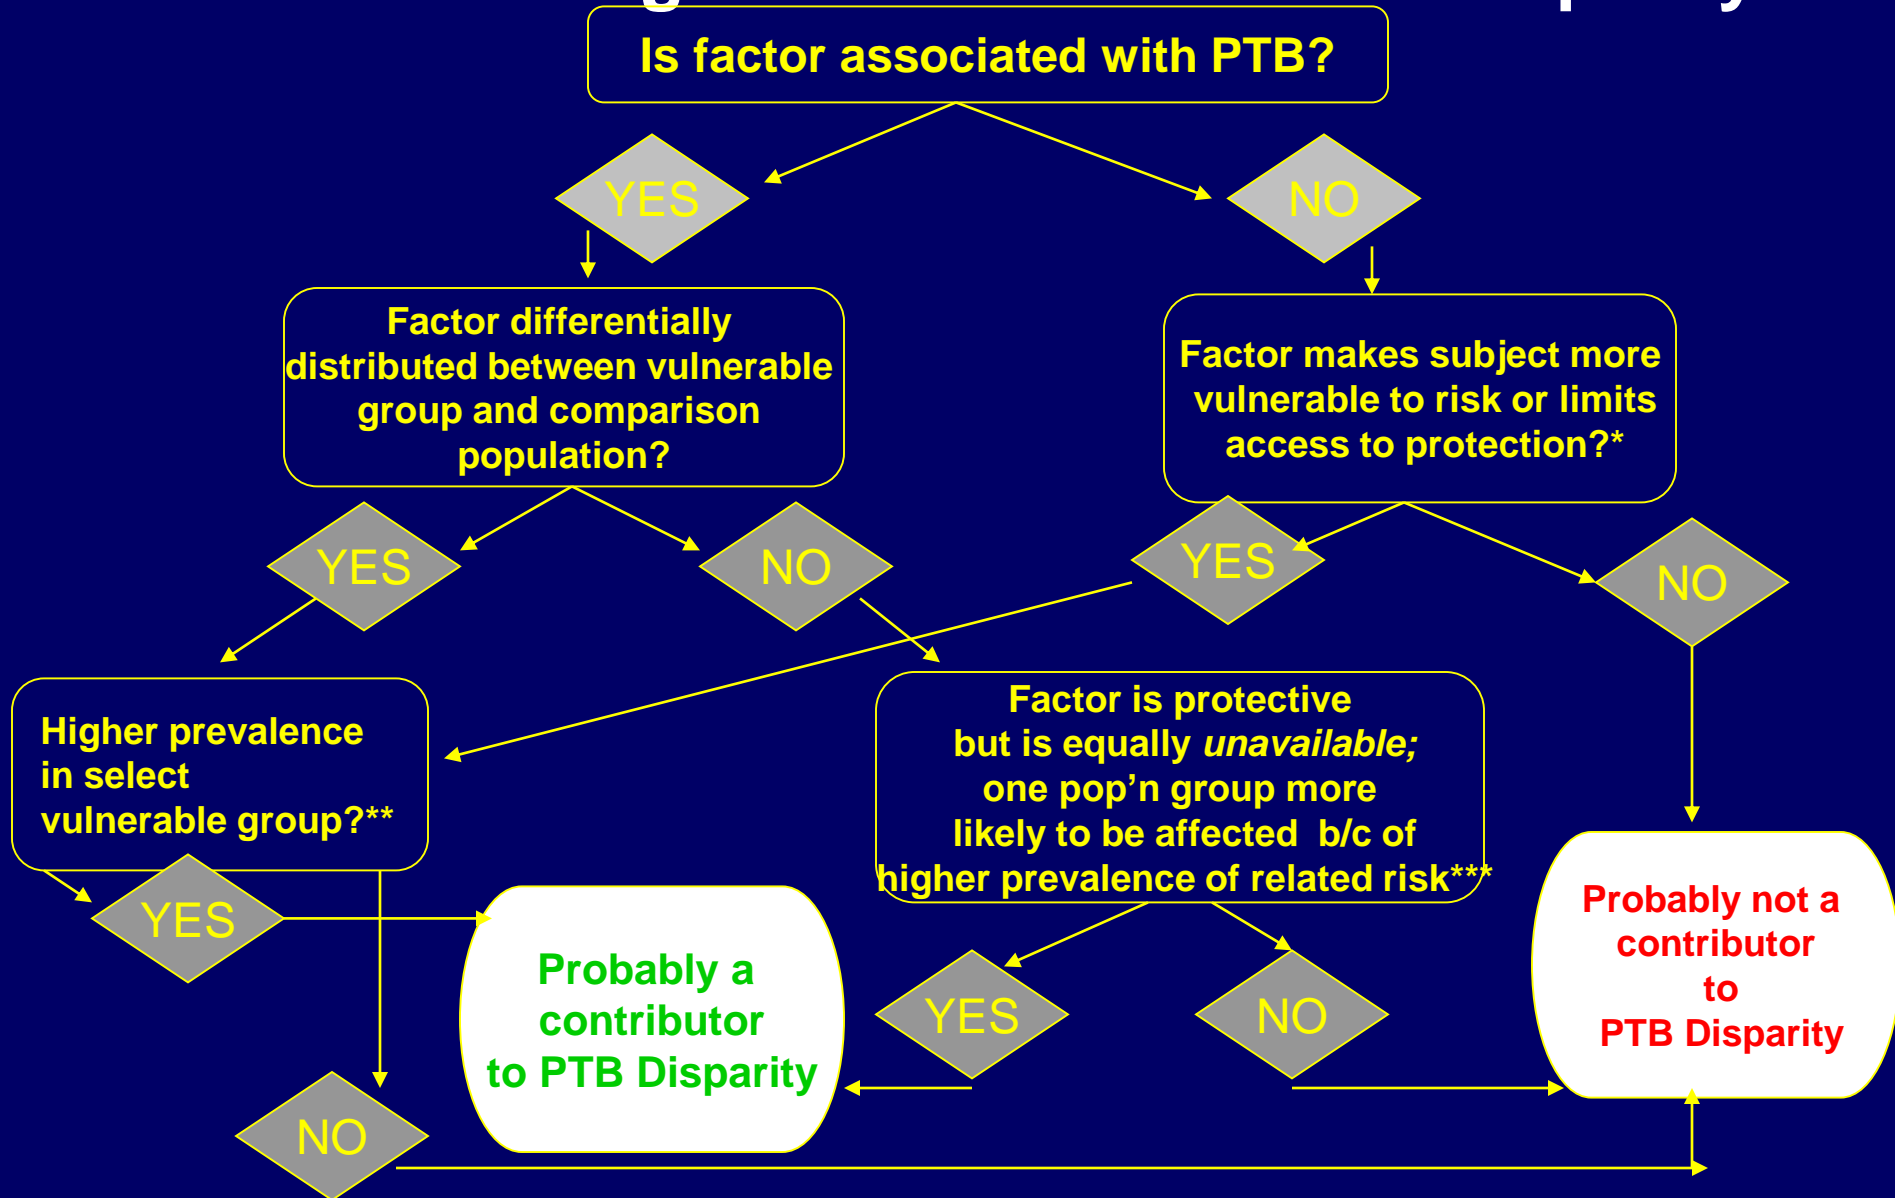 Is factor associated with PTB?
YES
NO
Factor differentially
distributed between vulnerable
group and comparison
population?
Factor makes subject more
vulnerable to risk or limits
access to protection?*
YES
NO
YES
NO
Higher prevalence
in select
vulnerable group?**
Factor is protective
but is equally unavailable;
one pop’n group more
likely to be affected b/c of
higher prevalence of related risk***
YES
Probably a
contributor
to PTB Disparity
YES
NO
Probably not a
contributor
to
PTB Disparity
NO